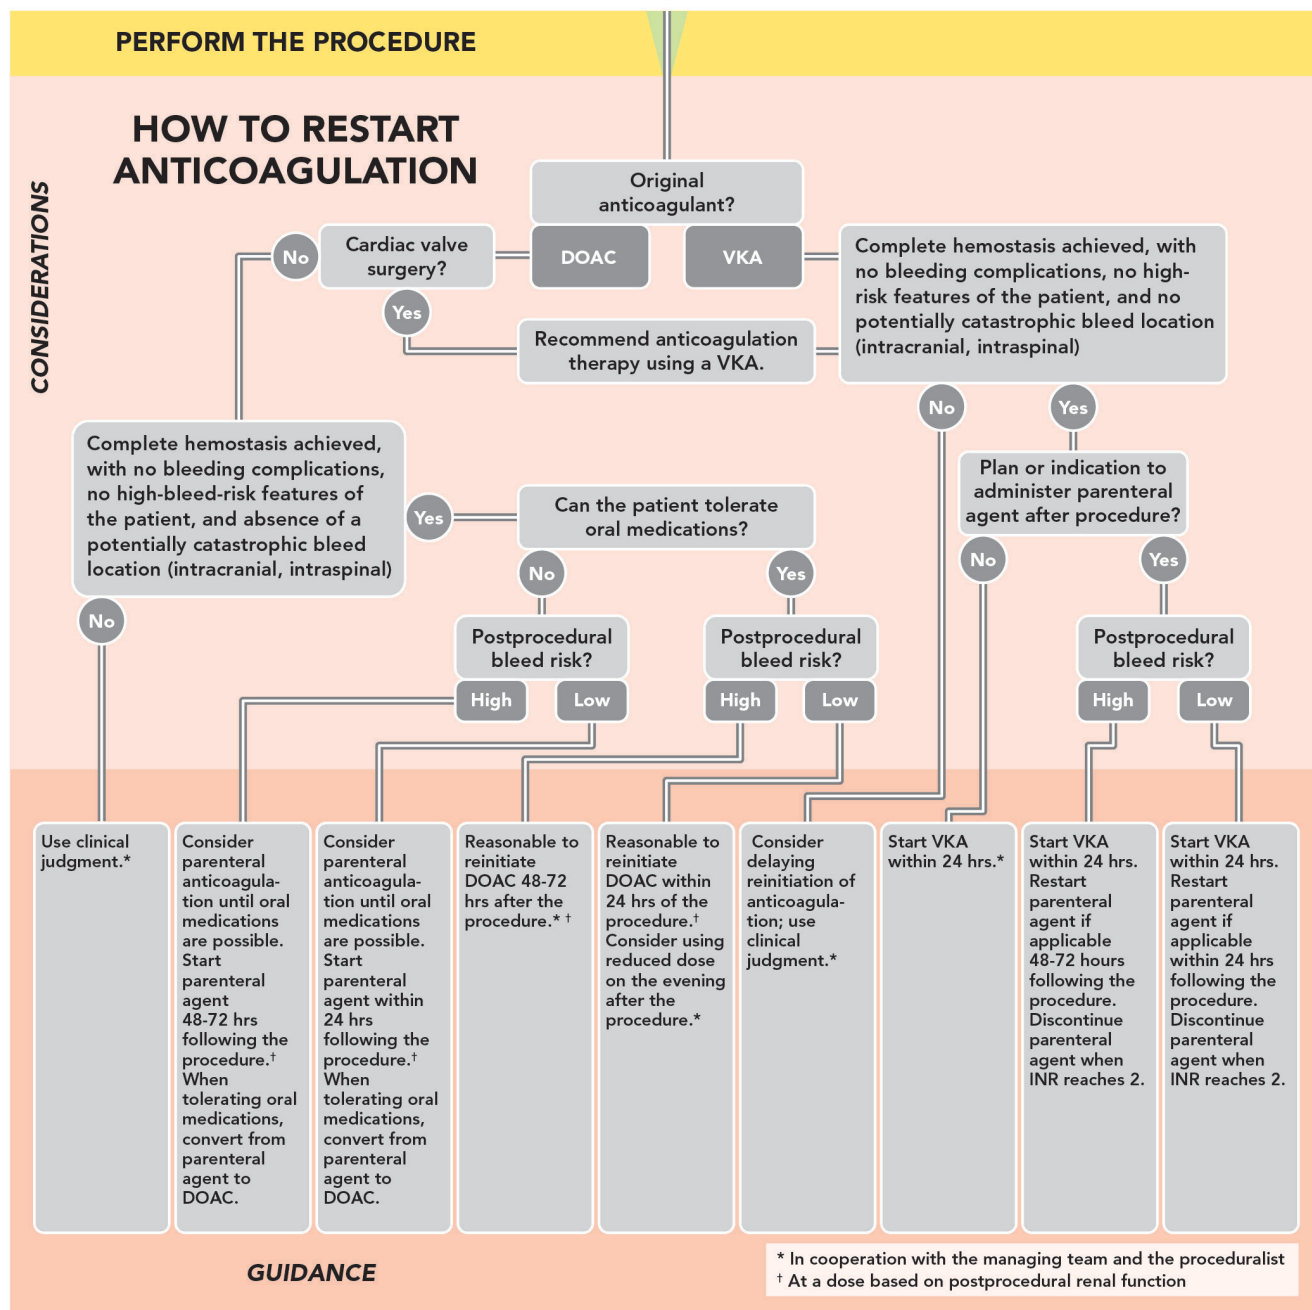 PERFORM THE PROCEDURE
HOW TO RESTART
ANTICOAGULATION
CONSIDERATIONS
Original
anticoagulant?
DOAC
VKA
Cardiac valve
surgery?
No
Yes
Recommend anticoagulation
therapy using a VKA.
Complete hemostasis achieved, with
no bleeding complications, no high-
risk features of the patient, and no
potentially catastrophic bleed location
(intracranial, intraspinal)
No
Yes
Plan or indication to
administer parenteral
agent after procedure?
No
Yes
Complete hemostasis achieved,
with no bleeding complications,
no high-bleed-risk features of
the patient, and absence of a
potentially catastrophic bleed
location (intracranial, intraspinal)
Yes
No
Can the patient tolerate
oral medications?
No
Yes
Postprocedural
bleed risk?
High
Low
Postprocedural
bleed risk?
High
Low
Postprocedural
bleed risk?
High
Low
Use clinical
judgment.*
Consider
parenteral
anticoagula-
tion until oral
medications
are possible.
Start
parenteral
agent
48-72 hrs
following the
procedure.†
When
tolerating oral
medications,
convert from
parenteral
agent to
DOAC.
Consider
parenteral
anticoagula-
tion until oral
medications
are possible.
Start
parenteral
agent within
24 hrs
following the
procedure.†
When
tolerating oral
medications,
convert from
parenteral
agent to
DOAC.
Reasonable to
reinitiate
DOAC 48-72
hrs after the
procedure.* †
Reasonable to
reinitiate
DOAC within
24 hrs of the
procedure.†
Consider using
reduced dose
on the evening
after the
procedure.*
Consider
delaying
reinitiation of
anticoagula-
tion; use
clinical
judgment.*
Start VKA
within 24 hrs.*
Start VKA
within 24 hrs.
Restart
parenteral
agent if
applicable
48-72 hours
following the
procedure.
Discontinue
parenteral
agent when
INR reaches 2.
Start VKA
within 24 hrs.
Restart
parenteral
agent if
applicable
within 24 hrs
following the
procedure.
Discontinue
parenteral
agent when
INR reaches 2.
GUIDANCE
* In cooperation with the managing team and the proceduralist
† At a dose based on postprocedural renal function